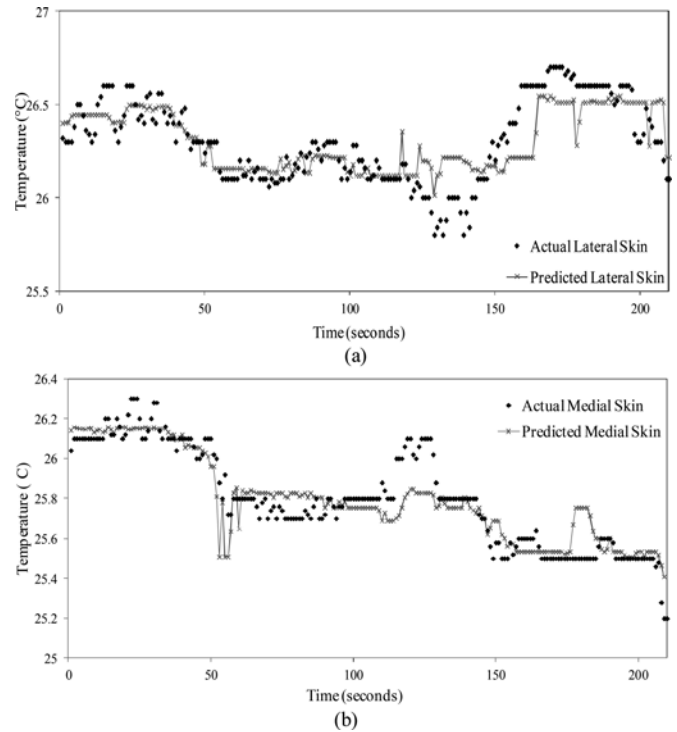 27
26.5
26
25.5
Temperature (°C)
Actual Lateral Skin
Predicted Lateral Skin
0
50
100
150
200
Time (seconds)
(a)
26.4
26.2
26
25.8
25.6
25.4
25.2
25
Temperature ( C)
Actual Medial Skin
Predicted Medial Skin
0
50
100
150
200
Time (seconds)
(b)